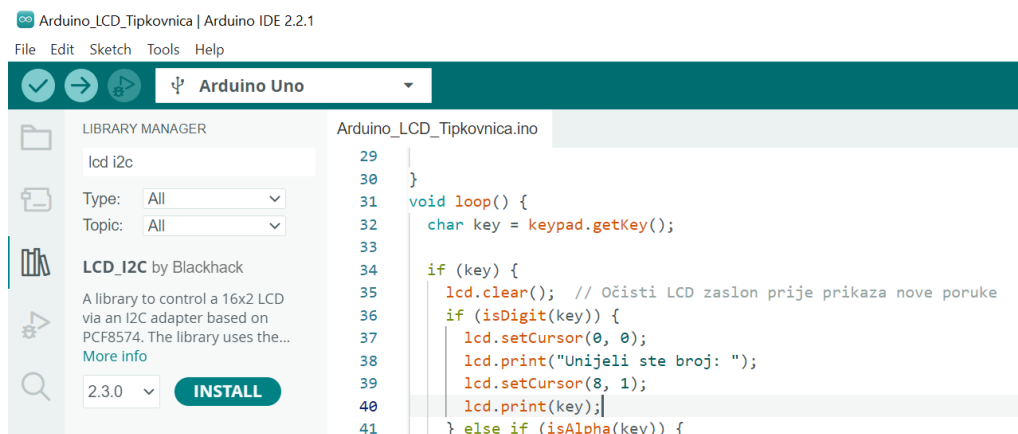 Arduino_LCD_Tipkovnica | Arduino IDE 2.2.1
File Edit Sketch Tools Help
Arduino Uno
LIBRARY MANAGER
lcd i2c
Type: All
Topic: All
LCD_I2C by Blackhack
A library to control a 16x2 LCD
via an I2C adapter based on
PCF8574. The library uses the...
More info
2.3.0 INSTALL
Arduino_LCD_Tipkovnica.ino
29
30 }
31 void loop() {
32 char key = keypad.getKey();
33
34 if (key) {
35 lcd.clear(); // Očisti LCD zaslon prije prikaza nove poruke
36 if (isDigit(key)) {
37 lcd.setCursor(0, 0);
38 lcd.print("Unijeli ste broj: ");
39 lcd.setCursor(8, 1);
40 lcd.print(key);
41 } else if (isAlpha(key)) {